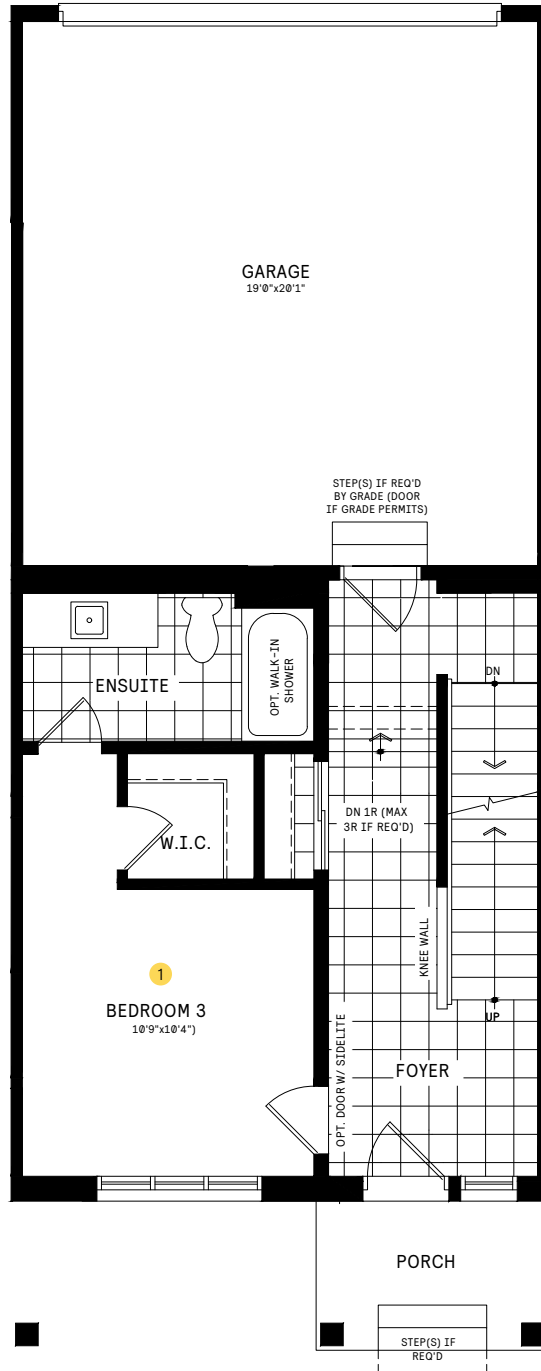 GARAGE
19'0"x20'1"
STEP(S) IF REQ'D
BY GRADE (DOOR
IF GRADE PERMITS)
ENSUITE
OPT. WALK-IN
SHOWER
DN
W.I.C.
DN 1R (MAX
3R IF REQ'D)
KNEE WALL
1
BEDROOM 3
10'9"x10'4")
UP
OPT. DOOR W/ SIDELITE
FOYER
PORCH
STEP(S) IF
REQ'D